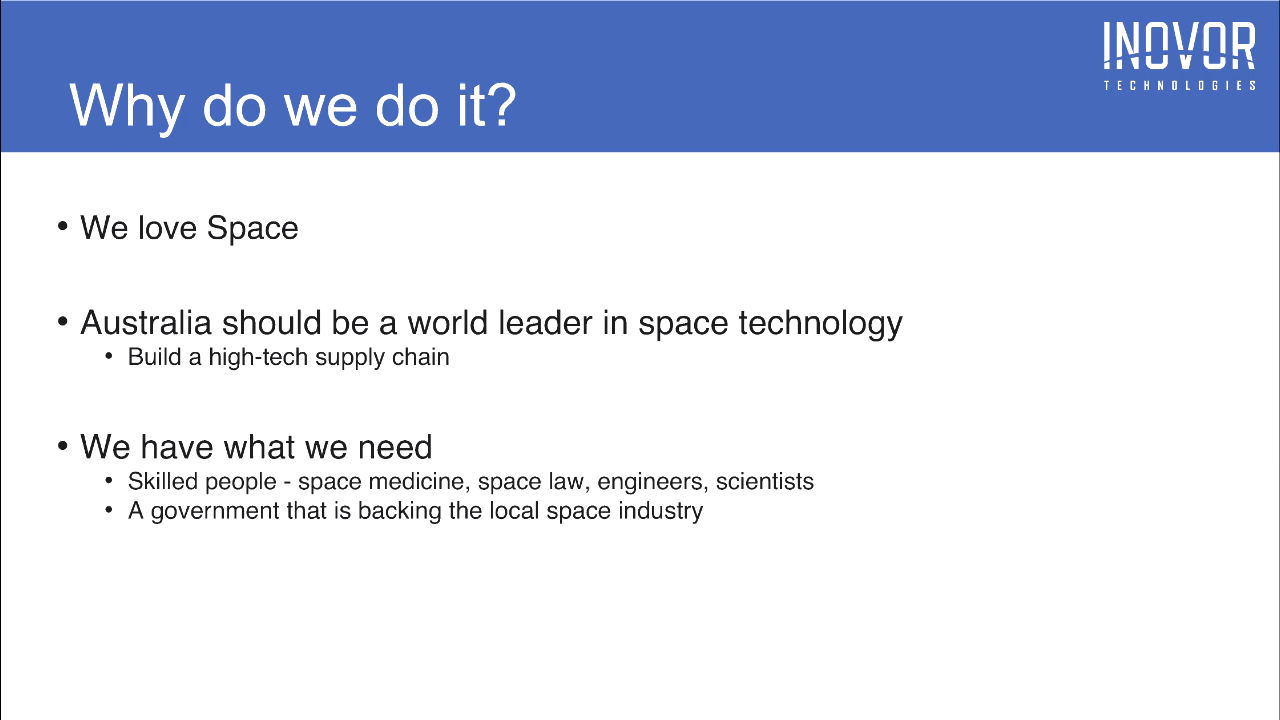 INOVOR
TECHNOLOGIES
Why do we do it?
• We love Space
• Australia should be a world leader in space technology
• Build a high-tech supply chain
• We have what we need
• Skilled people - space medicine, space law, engineers, scientists
• A government that is backing the local space industry